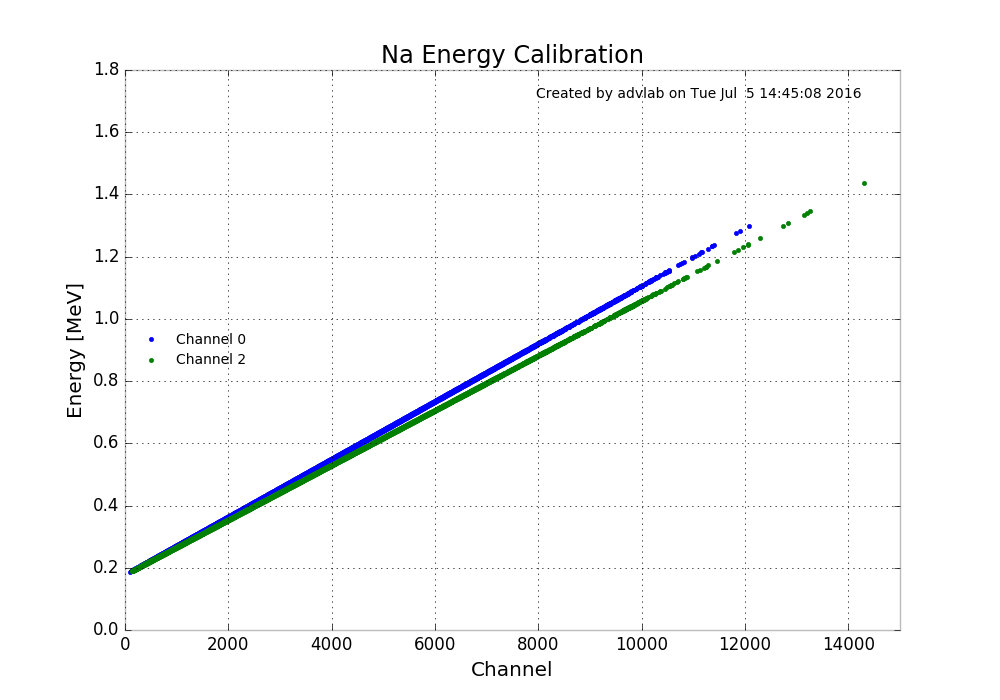 Na Energy Calibration
Created by advlab on Tue Jul  5 14:45:08 2016
1.8
1.6
1.4
1.2
1.0
0.8
0.6
0.4
0.2
0.0
Energy [MeV]
Channel 0
Channel 2
0 2000 4000 6000 8000 10000 12000 14000
Channel